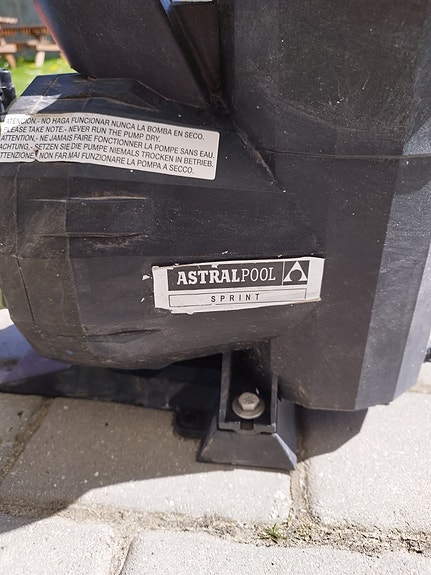 ATENCION.- NO HAGA FUNCIONAR NUNCA LA BOMBA EN SECO.
PLEASE TAKE NOTE.- NEVER RUN THE PUMP DRY.
ATTENTION.- NE JAMAIS FAIRE FONCTIONNER LA POMPE SANS EAU.
ACHTUNG.- SETZEN SIE DIE PUMPE NIEMALS TROCKEN IN BETRIEB.
ATTENZIONE. NON FAR MAI FUNZIONARE LA POMPA A SECCO.
ASTRALPOOL
SPRINT